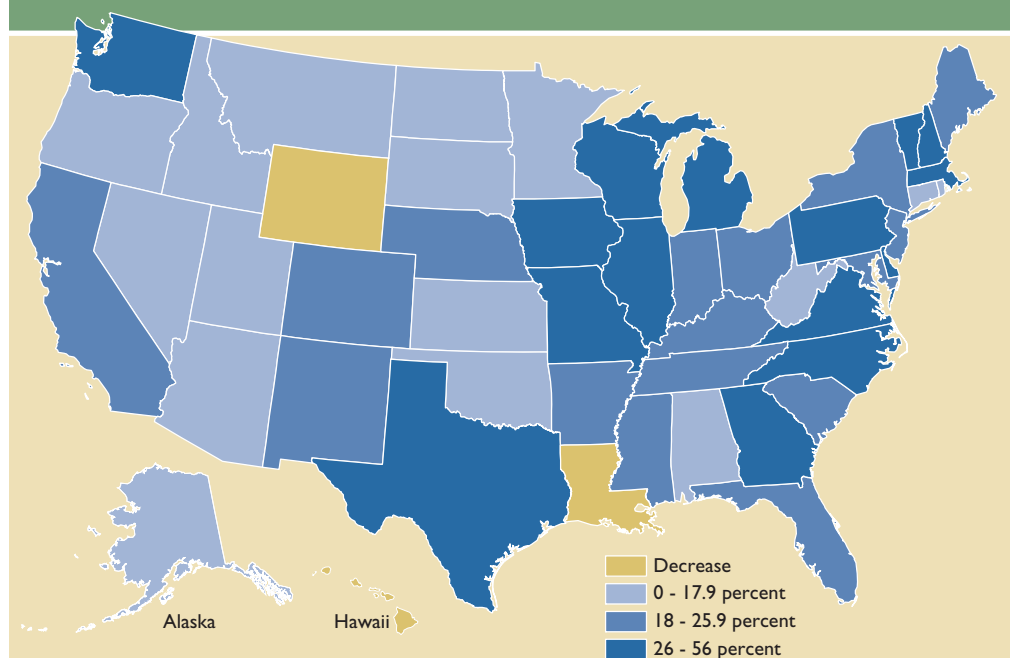 Alaska
Hawaii
Decrease
0 - 17.9 percent
18 - 25.9 percent
26 - 56 percent